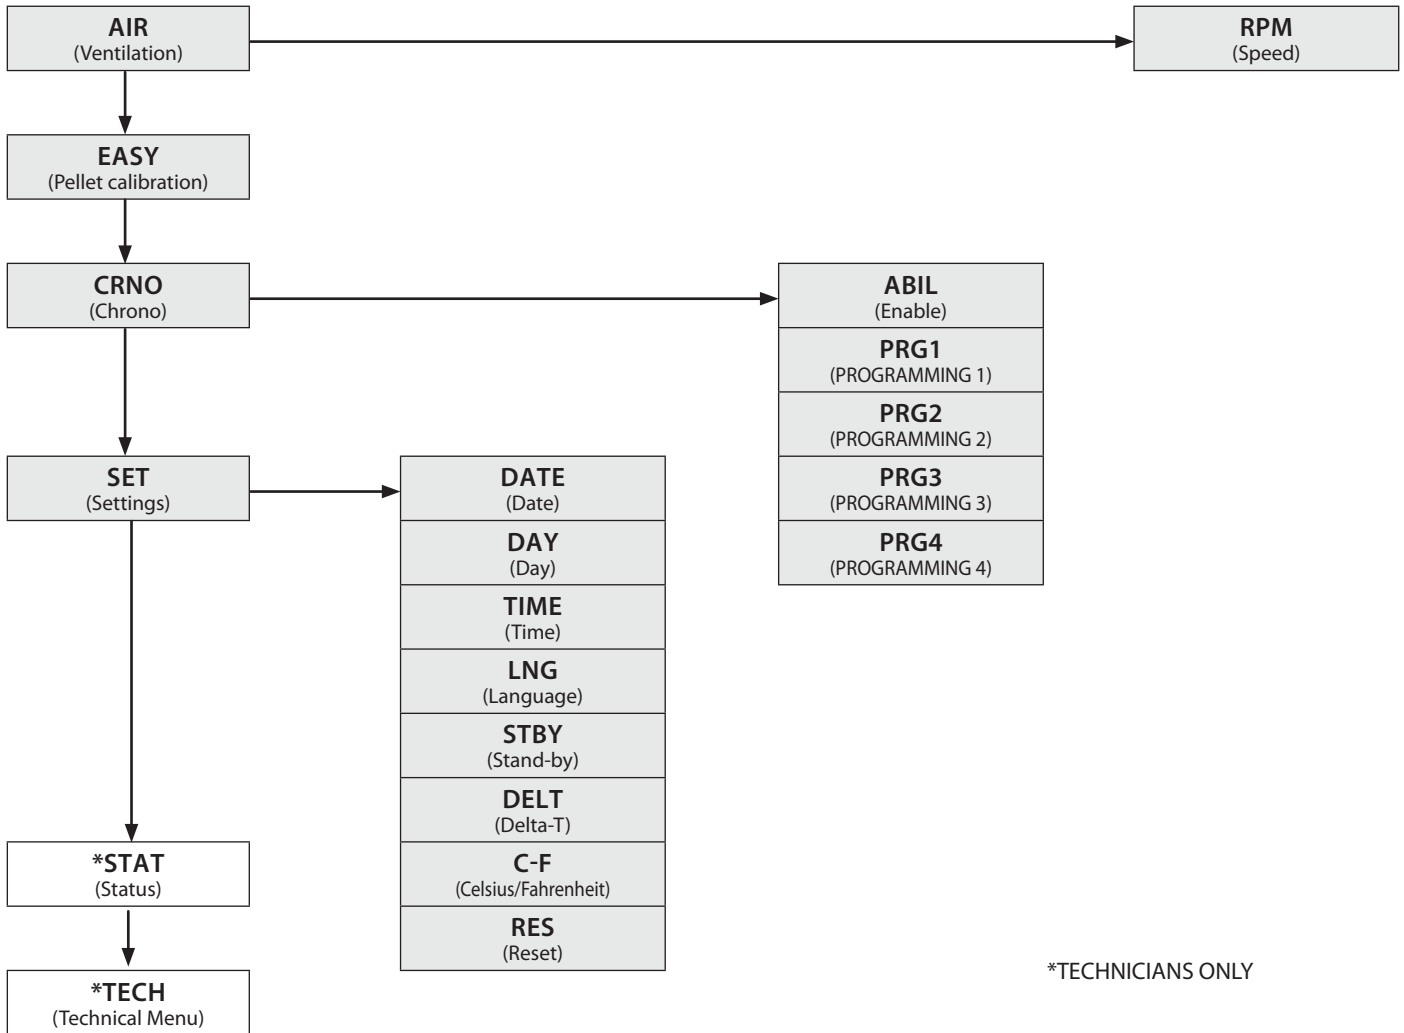 AIR
(Ventilation)
RPM
(Speed)
EASY
(Pellet calibration)
CRNO
(Chrono)
ABIL
(Enable)
PRG1
(PROGRAMMING 1)
PRG2
(PROGRAMMING 2)
PRG3
(PROGRAMMING 3)
PRG4
(PROGRAMMING 4)
SET
(Settings)
DATE
(Date)
DAY
(Day)
TIME
(Time)
LNG
(Language)
STBY
(Stand-by)
DELT
(Delta-T)
C-F
(Celsius/Fahrenheit)
RES
(Reset)
*STAT
(Status)
*TECH
(Technical Menu)
*TECHNICIANS ONLY